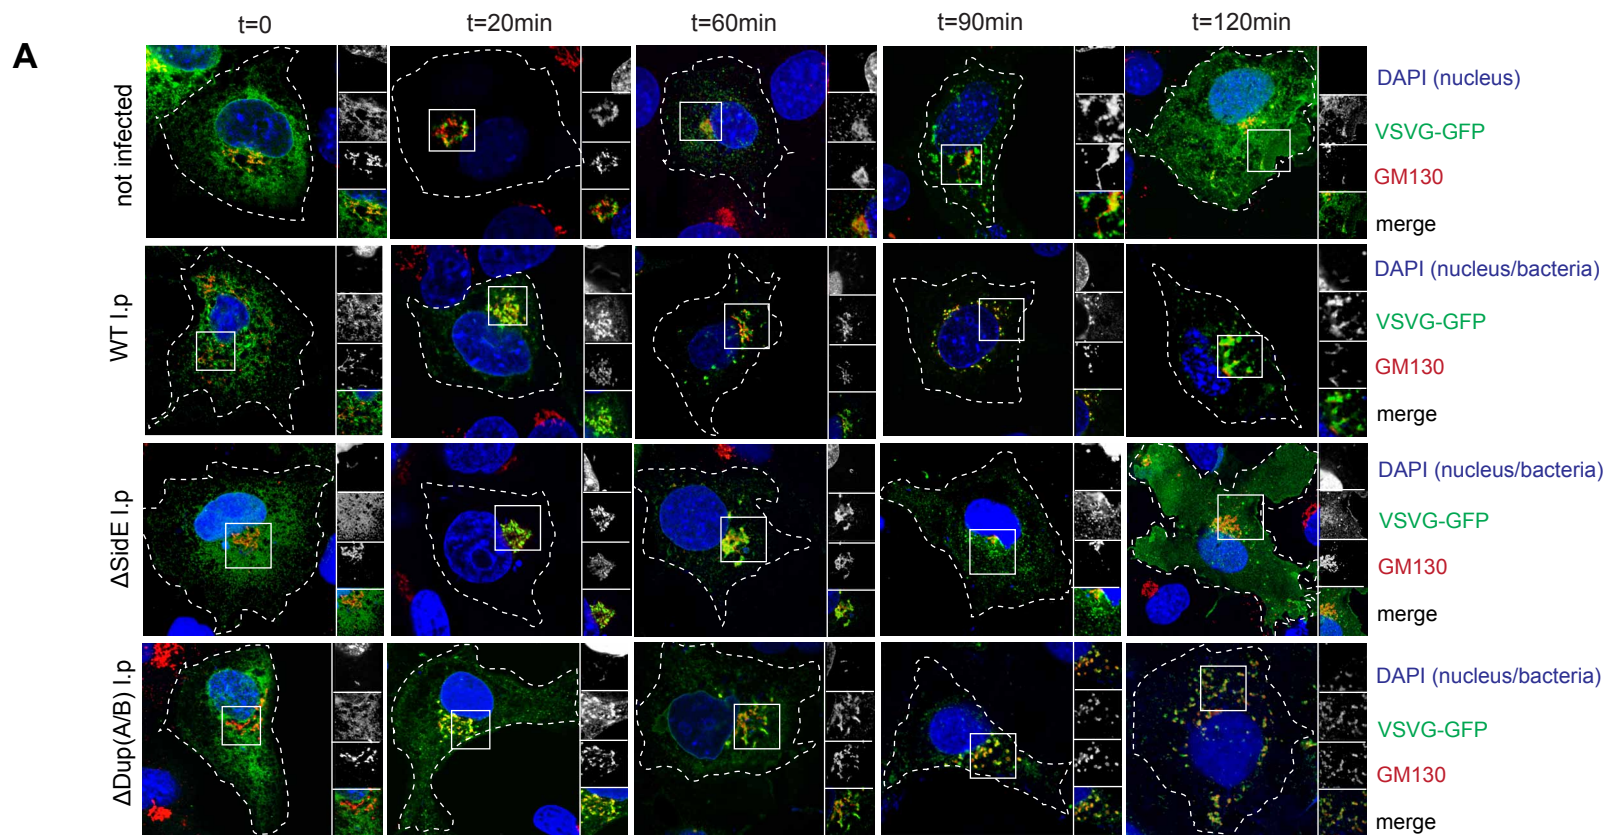 t=0 t=20min t=60min t=90min t=120min
A
not infected
DAPI (nucleus)
VSVG-GFP
GM130
merge
WT l.p
DAPI (nucleus/bacteria)
VSVG-GFP
GM130
merge
ΔSidE l.p
DAPI (nucleus/bacteria)
VSVG-GFP
GM130
merge
ΔDup(A/B) l.p
DAPI (nucleus/bacteria)
VSVG-GFP
GM130
merge